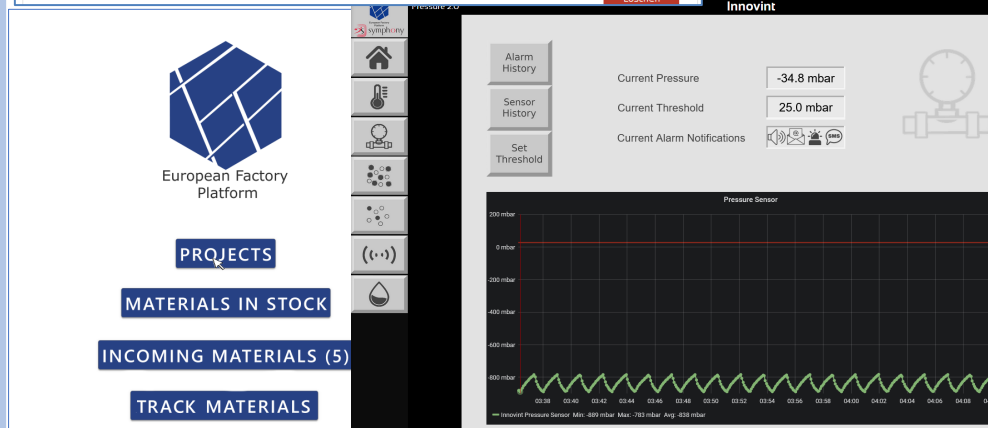 Löschen
European Factory
Platform
PROJECTS
MATERIALS IN STOCK
INCOMING MATERIALS (5)
TRACK MATERIALS
symphony
Pressure 2.0
Innovint
Alarm
History
Sensor
History
Set
Threshold
Current Pressure
-34.8 mbar
Current Threshold
25.0 mbar
Current Alarm Notifications
SMS
Pressure Sensor
200 mbar
0 mbar
-200 mbar
-400 mbar
-600 mbar
-800 mbar
03:38 03:40 03:42 03:44 03:46 03:48 03:50 03:52 03:54 03:56 03:58 04:00 04:02 04:04 04:06 04:08
Innovint Pressure Sensor Min: -889 mbar Max: -783 mbar Avg: -838 mbar